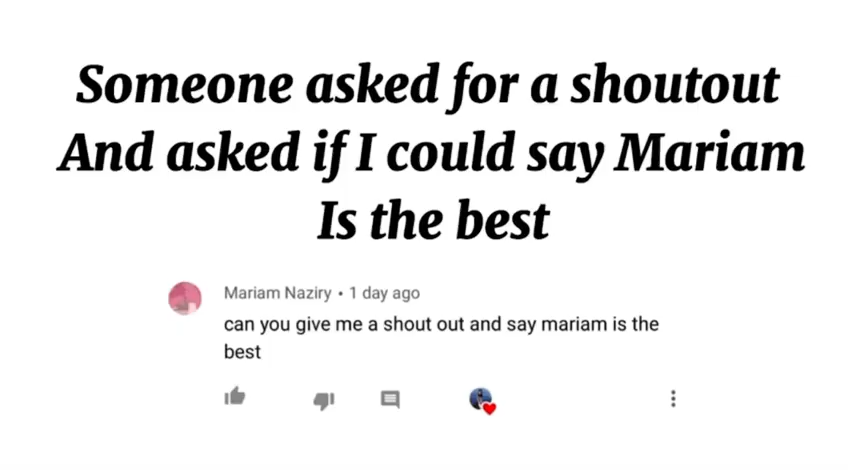 Someone asked for a shoutout
And asked if I could say Mariam
Is the best
Mariam Naziry • 1 day ago
can you give me a shout out and say mariam is the
best